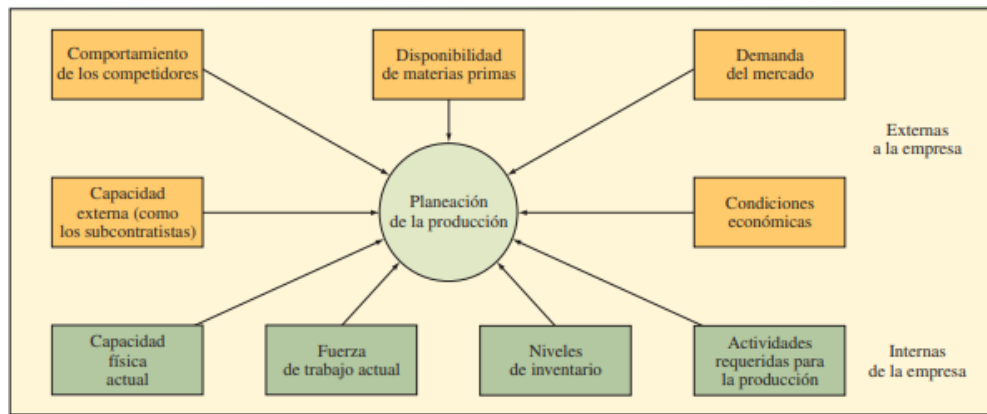 Comportamiento
de los competidores
Disponibilidad
de materias primas
Demanda
del mercado
Externas
a la empresa
Capacidad
externa (como
los subcontratistas)
Planeación
de la producción
Condiciones
económicas
Capacidad
física
actual
Fuerza
de trabajo actual
Niveles
de inventario
Actividades
requeridas para
la producción
Internas
de la empresa